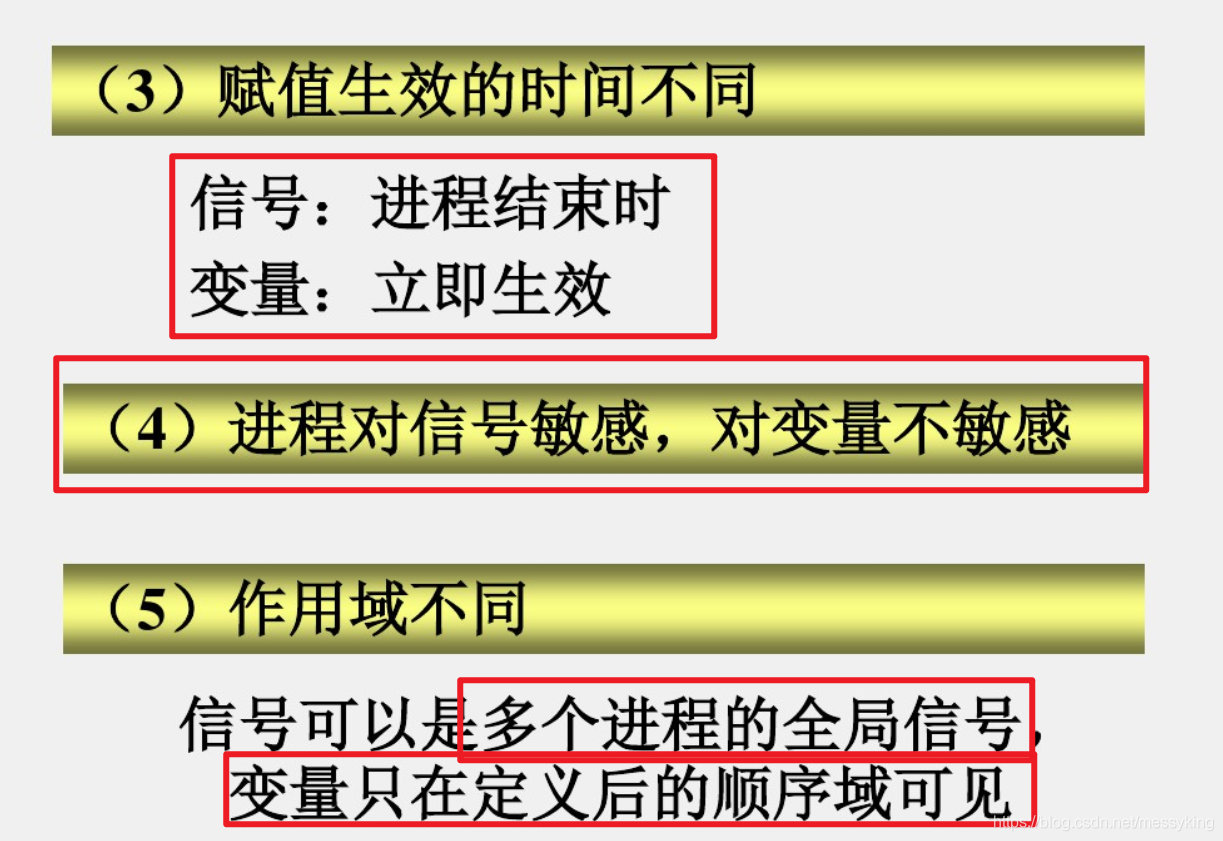 （3）赋值生效的时间不同
信号：进程结束时
变量：立即生效
（4）进程对信号敏感，对变量不敏感
（5）作用域不同
信号可以是多个进程的全局信号，
变量只在定义后的顺序域可见
https://blog.csdn.net/messyking